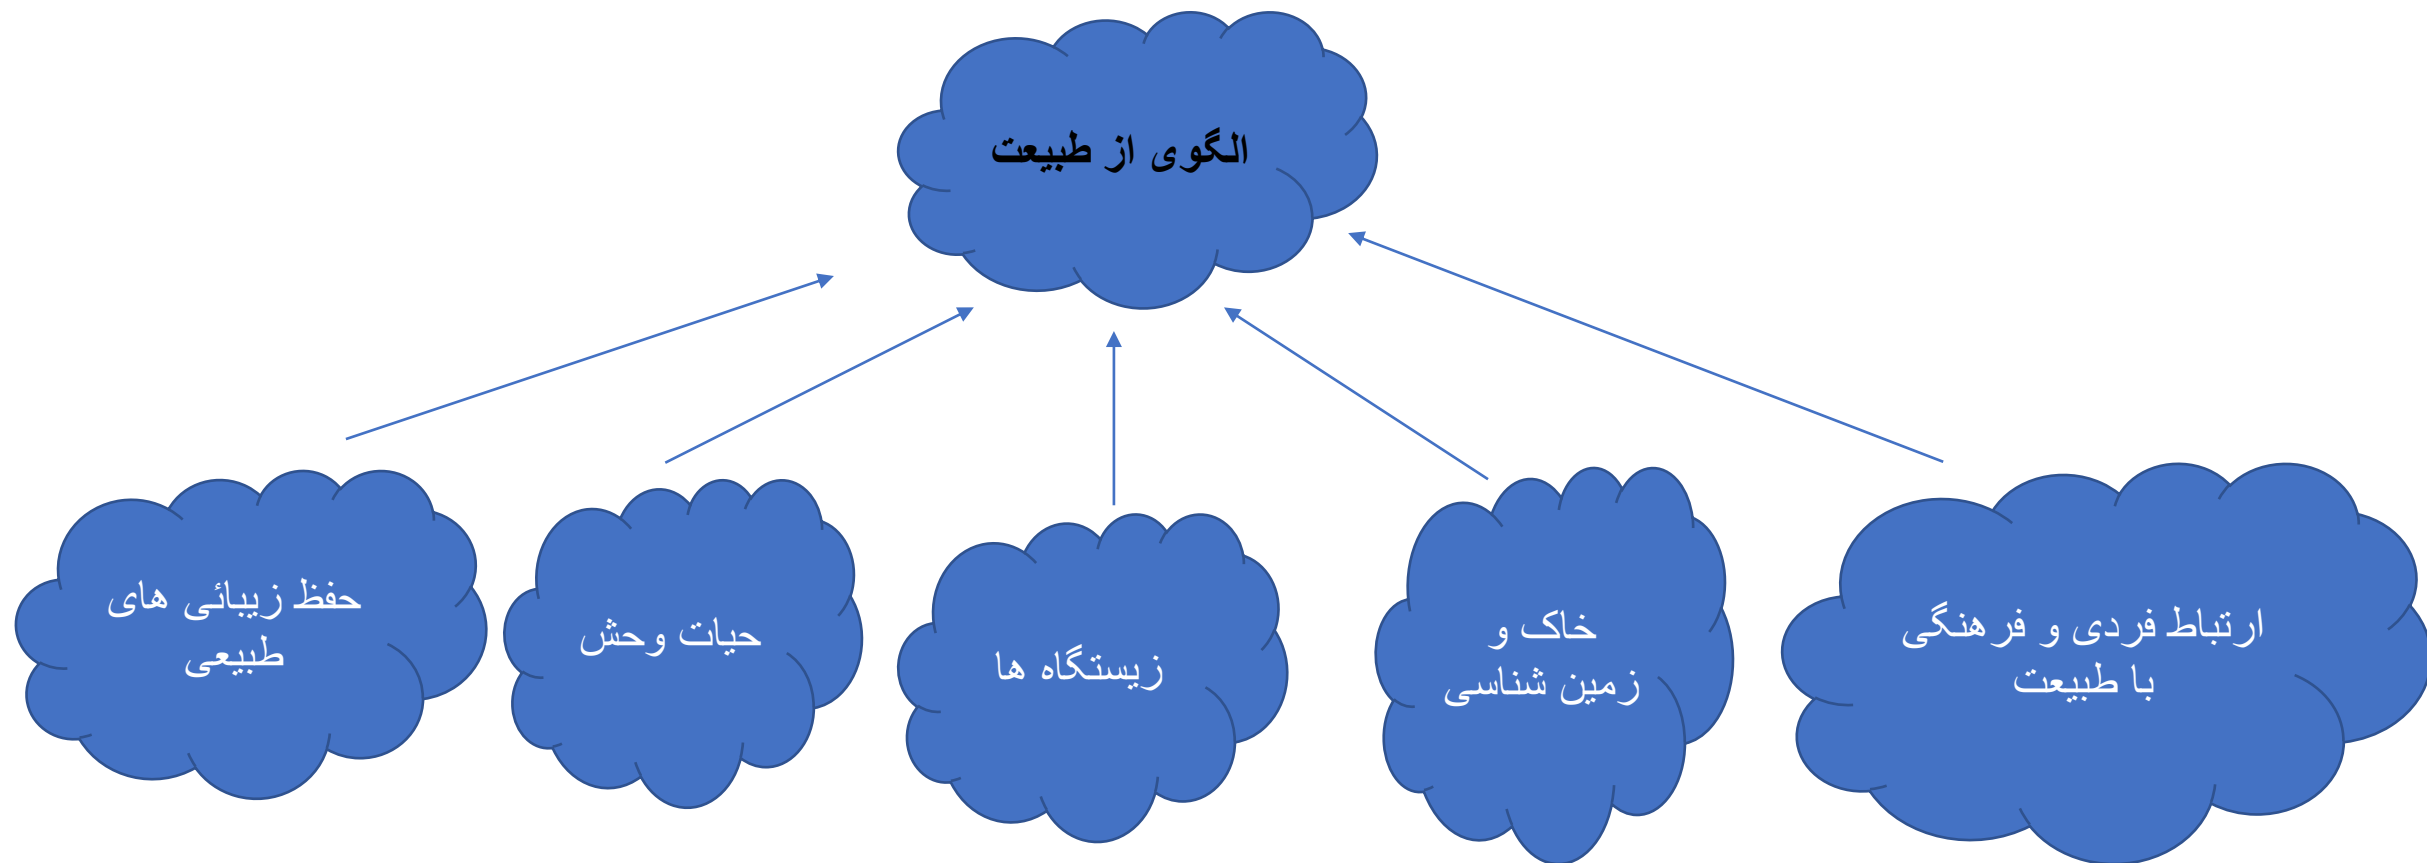 الگوی از طبیعت
ارتباط فردی و فرهنگی
با طبیعت
خاک و
زمین شناسی
زیستگاه ها
حیات وحش
حفظ زیبائی های
طبیعی